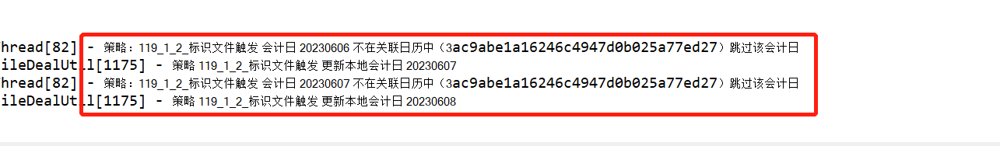 Thread[82] - 策略：119_1_2_标识文件触发 会计日 20230606 不在关联日历中（3ac9abe1a16246c4947d0b025a77ed27）跳过该会计日
ileDealUtil[1175] - 策略 119_1_2_标识文件触发 更新本地会计日 20230607
Thread[82] - 策略：119_1_2_标识文件触发 会计日 20230607 不在关联日历中（3ac9abe1a16246c4947d0b025a77ed27）跳过该会计日
ileDealUtil[1175] - 策略 119_1_2_标识文件触发 更新本地会计日 20230608